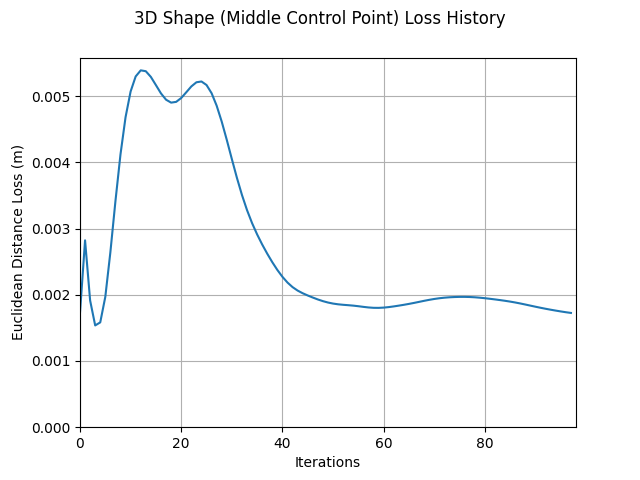 3D Shape (Middle Control Point) Loss History
Euclidean Distance Loss (m)
0.005
0.004
0.003
0.002
0.001
0.000
0 20 40 60 80
Iterations